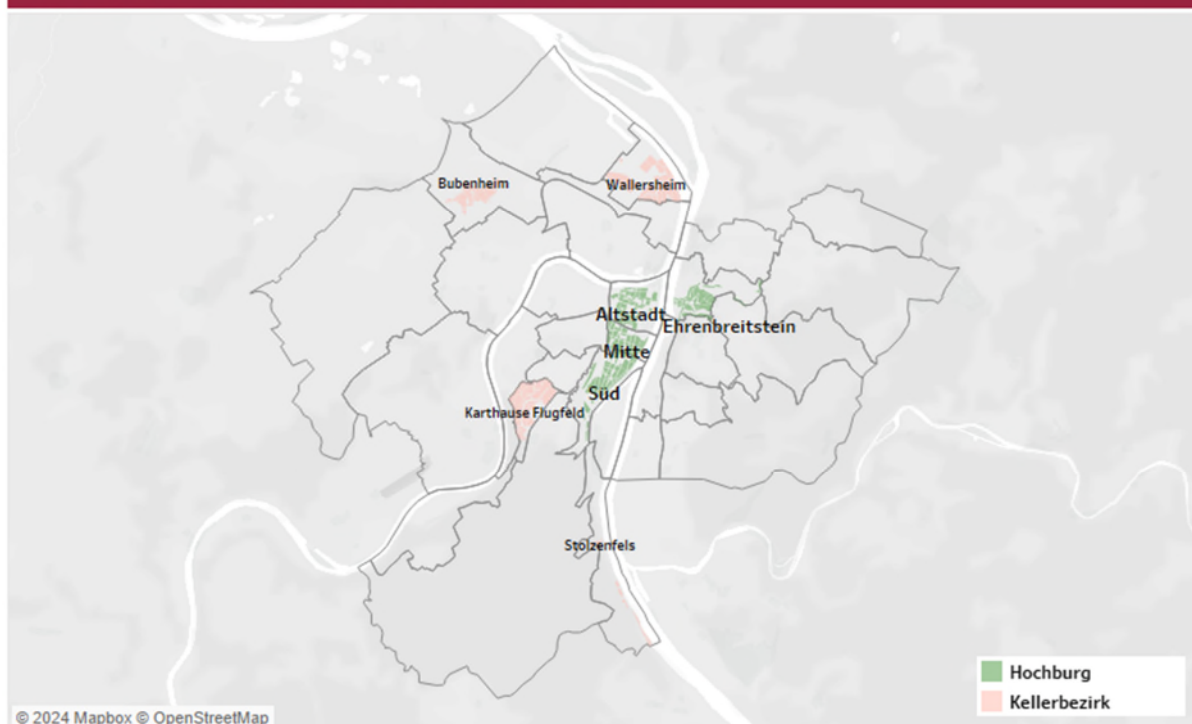 Bubenheim
Wallersheim
Altstadt
Ehrenbreitstein
Mitte
Süd
Karthause Flugfeld
Stolzenfels
Hochburg
Kellerbezirk
© 2024 Mapbox © OpenStreetMap